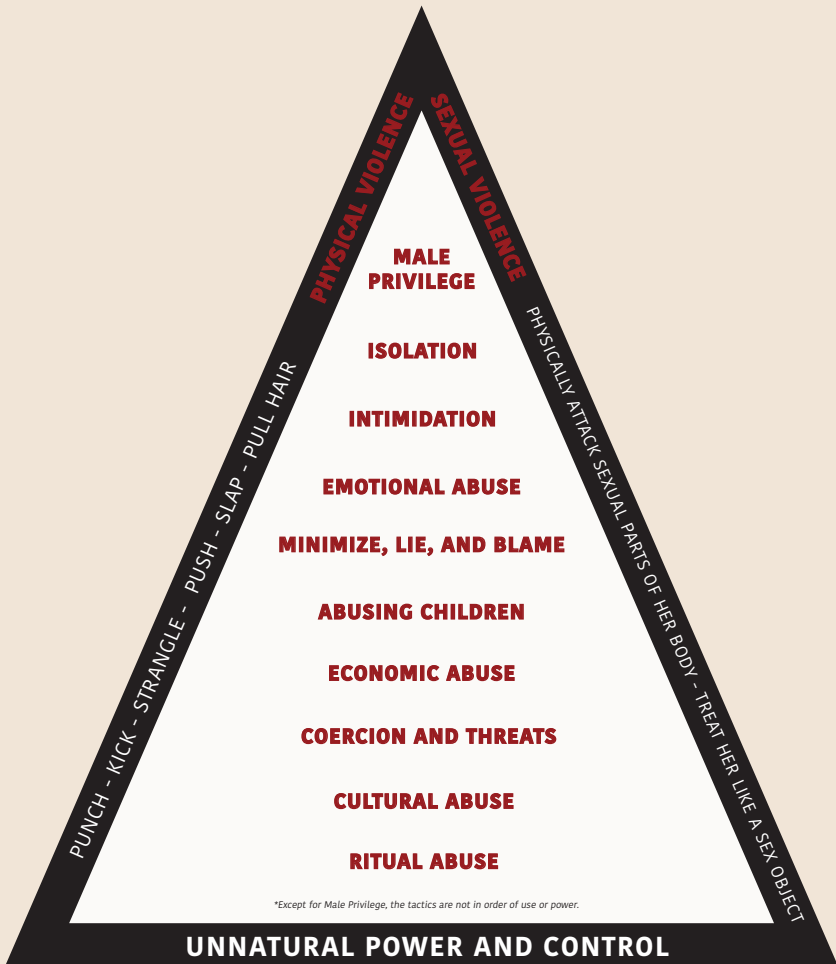 PHYSICAL VIOLENCE
SEXUAL VIOLENCE
PUNCH - KICK - STRANGLE - PUSH - SLAP - PULL HAIR
PHYSICALLY ATTACK SEXUAL PARTS OF HER BODY - TREAT HER LIKE A SEX OBJECT
MALE
PRIVILEGE
ISOLATION
INTIMIDATION
EMOTIONAL ABUSE
MINIMIZE, LIE, AND BLAME
ABUSING CHILDREN
ECONOMIC ABUSE
COERCION AND THREATS
CULTURAL ABUSE
RITUAL ABUSE
*Except for Male Privilege, the tactics are not in order of use or power.
UNNATURAL POWER AND CONTROL